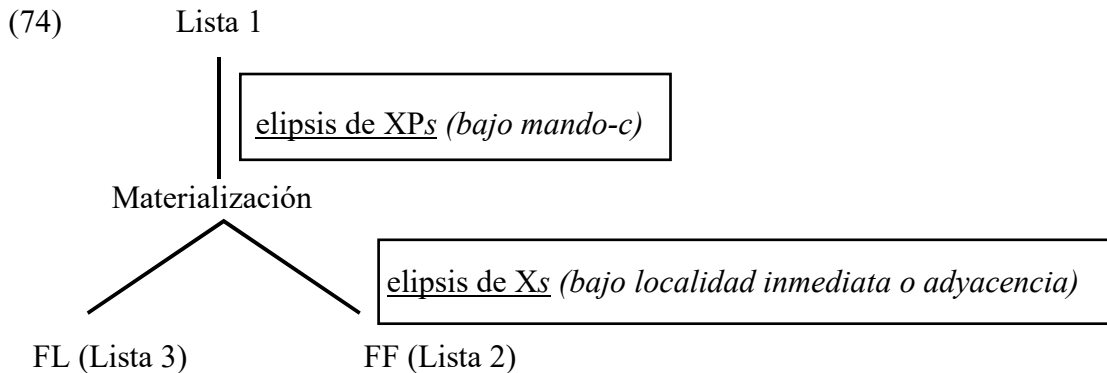 (74) Lista 1
elipsis de XPs (bajo mando-c)
Materialización
elipsis de Xs (bajo localidad inmediata o adyacencia)
FL (Lista 3) FF (Lista 2)